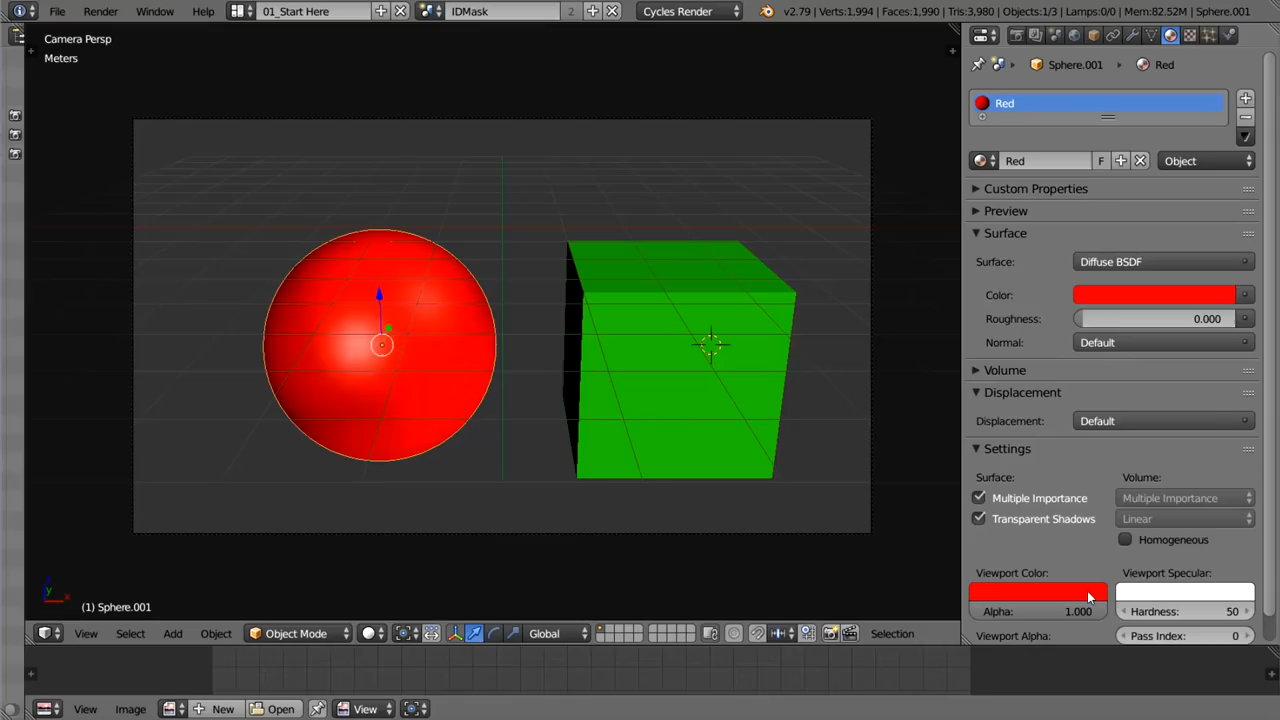 File Render Window Help 01_Start Here IDMask 2 Cycles Render v2.79 | Verts:1,994 | Faces:1,990 | Tris:3,980 | Objects:1/3 | Lamps:0/0 | Mem:82.52M | Sphere.001
Camera Persp
Meters
Sphere.001 Red
Red
Red F Object
Custom Properties
Preview
Surface
Surface: Diffuse BSDF
Color:
Roughness: 0.000
Normal: Default
Volume
Displacement
Displacement: Default
Settings
Surface: Volume:
Multiple Importance Multiple Importance
Transparent Shadows Linear
Homogeneous
Viewport Color: Viewport Specular:
Alpha: 1.000 Hardness: 50
Viewport Alpha: Pass Index: 0
(1) Sphere.001
View Select Add Object Object Mode Global Selection
View Image New Open View